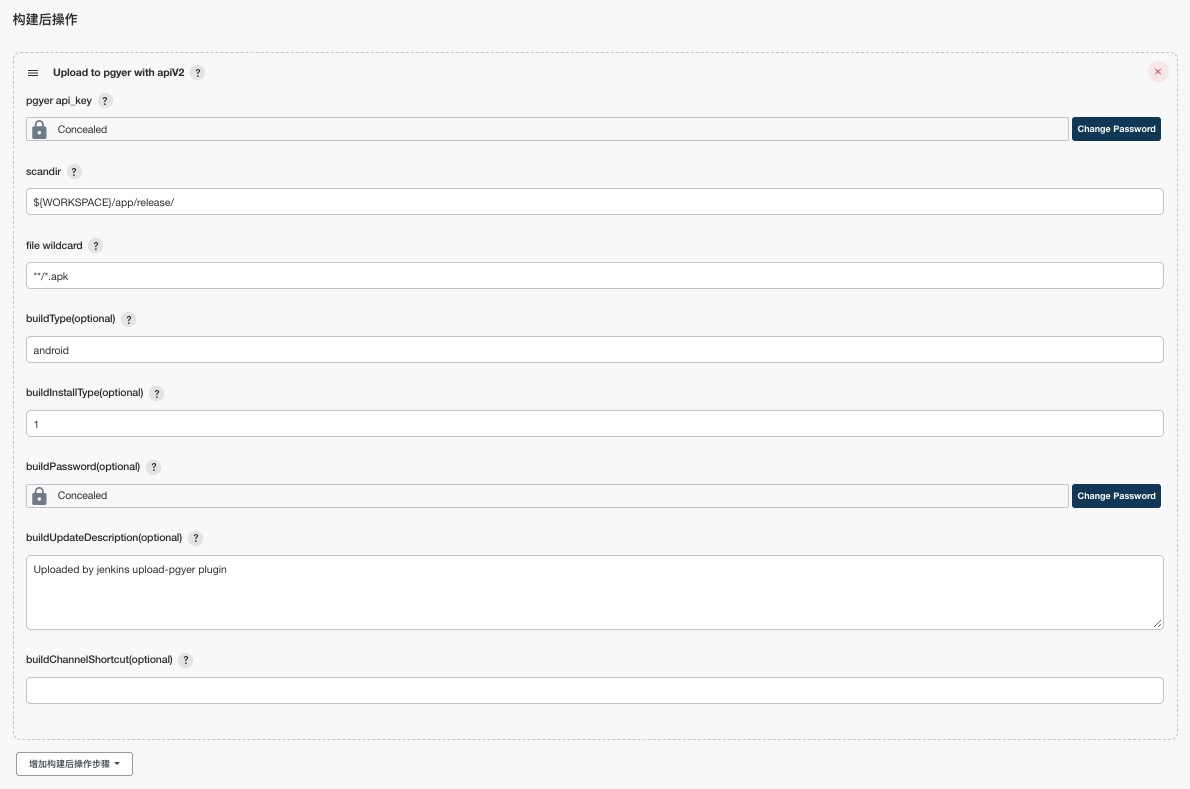 构建后操作
Upload to pgyer with apiV2 ?
pgyer api_key ?
Concealed Change Password
scandir ?
${WORKSPACE}/app/release/
file wildcard ?
**/*.apk
buildType(optional) ?
android
buildInstallType(optional) ?
1
buildPassword(optional) ?
Concealed Change Password
buildUpdateDescription(optional) ?
Uploaded by jenkins upload-pgyer plugin
buildChannelShortcut(optional) ?
增加构建后操作步骤